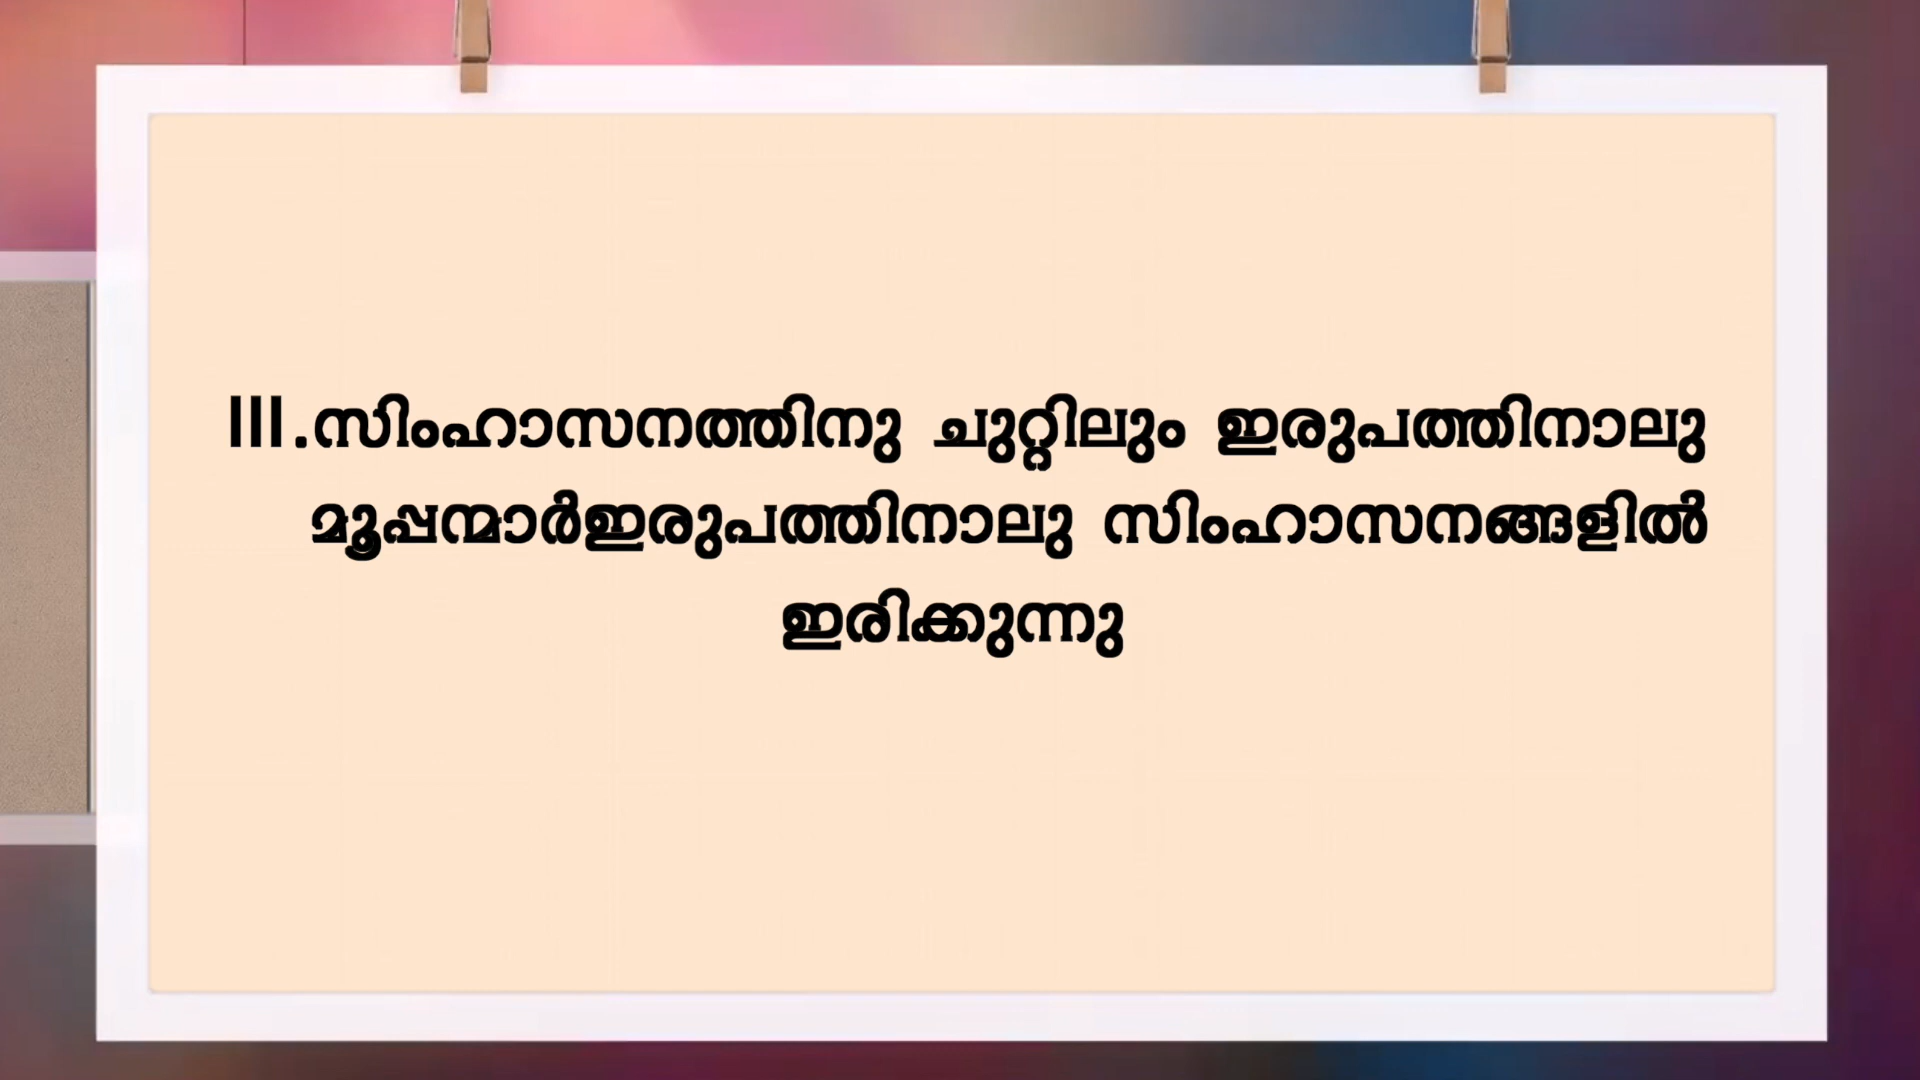 III.സിംഹാസനത്തിനു ചുറ്റിലും ഇരുപത്തിനാലു
മൂപ്പന്മാർഇരുപത്തിനാലു സിംഹാസനങ്ങളിൽ
ഇരിക്കുന്നു